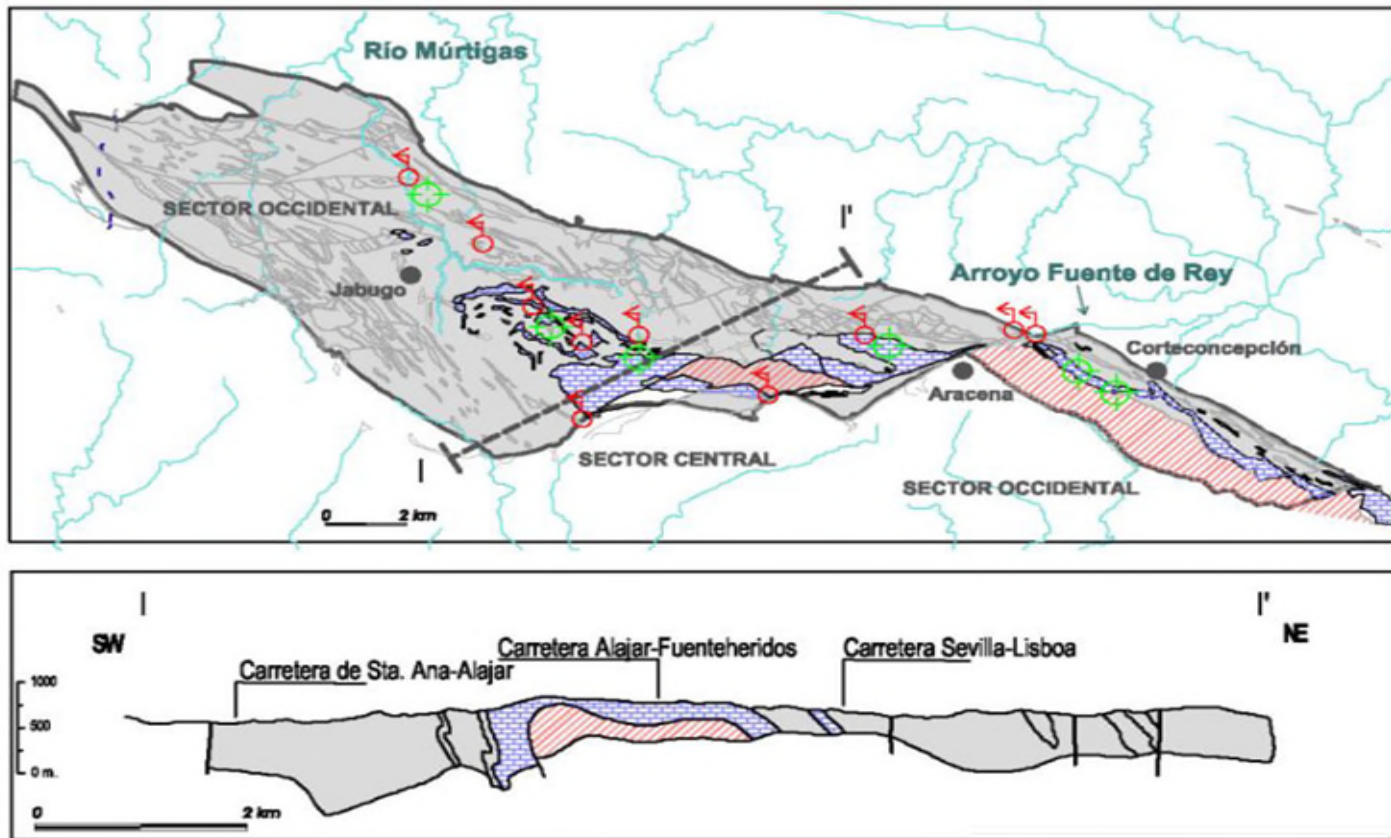 Río Múrtigas
SECTOR OCCIDENTAL
I'
Arroyo Fuente de Rey
Jabugo
Corteconcepción
Aracena
I
SECTOR CENTRAL
SECTOR OCCIDENTAL
0 2 km
I I'
SW NE
Carretera de Sta. Ana-Alajar
Carretera Alajar-Fuenteheridos
Carretera Sevilla-Lisboa
1000
500
0 m.
0 2 km